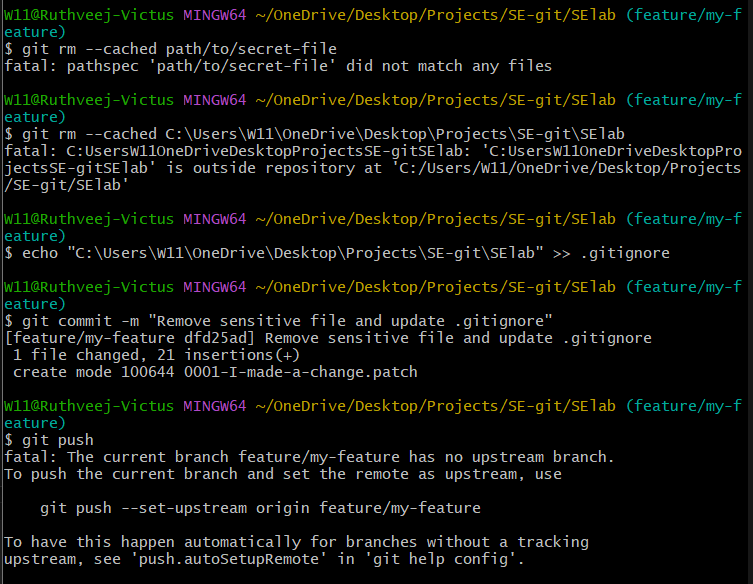 W11@Ruthveej-Victus MINGW64 ~/OneDrive/Desktop/Projects/SE-git/SElab (feature/my-f
eature)
$ git rm --cached path/to/secret-file
fatal: pathspec 'path/to/secret-file' did not match any files
W11@Ruthveej-Victus MINGW64 ~/OneDrive/Desktop/Projects/SE-git/SElab (feature/my-f
eature)
$ git rm --cached C:\Users\W11\OneDrive\Desktop\Projects\SE-git\SElab
fatal: C:UsersW11OneDriveDesktopProjectsSE-gitSElab: 'C:UsersW11OneDriveDesktopPro
jectsSE-gitSElab' is outside repository at 'C:/Users/W11/OneDrive/Desktop/Projects
/SE-git/SElab'
W11@Ruthveej-Victus MINGW64 ~/OneDrive/Desktop/Projects/SE-git/SElab (feature/my-f
eature)
$ echo "C:\Users\W11\OneDrive\Desktop\Projects\SE-git\SElab" >> .gitignore
W11@Ruthveej-Victus MINGW64 ~/OneDrive/Desktop/Projects/SE-git/SElab (feature/my-f
eature)
$ git commit -m "Remove sensitive file and update .gitignore"
[feature/my-feature dfd25ad] Remove sensitive file and update .gitignore
 1 file changed, 21 insertions(+)
 create mode 100644 0001-I-made-a-change.patch
W11@Ruthveej-Victus MINGW64 ~/OneDrive/Desktop/Projects/SE-git/SElab (feature/my-f
eature)
$ git push
fatal: The current branch feature/my-feature has no upstream branch.
To push the current branch and set the remote as upstream, use
    git push --set-upstream origin feature/my-feature
To have this happen automatically for branches without a tracking
upstream, see 'push.autoSetupRemote' in 'git help config'.